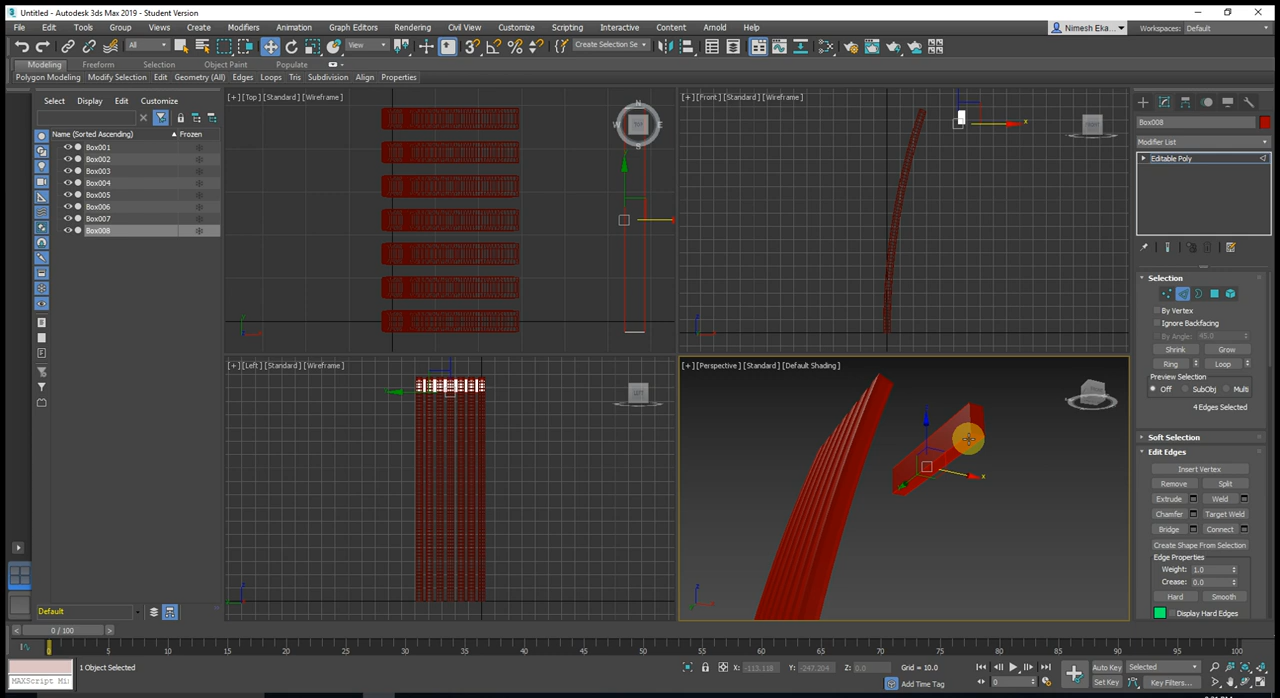 Untitled - Autodesk 3ds Max 2019 - Student Version
File Edit Tools Group Views Create Modifiers Animation Graph Editors Rendering Civil View Customize Scripting Interactive Content Arnold Help
Nimesh Eka... Workspaces: Default
All View Create Selection Se
Modeling Freeform Selection Object Paint Populate
Polygon Modeling Modify Selection Edit Geometry (All) Edges Loops Tris Subdivision Align Properties
Select Display Edit Customize
Name (Sorted Ascending) Frozen
Box001
Box002
Box003
Box004
Box005
Box006
Box007
Box008
Default
[+] [Top] [Standard] [Wireframe]
N
W
E
S
[+] [Front] [Standard] [Wireframe]
x
[+] [Left] [Standard] [Wireframe]
[+] [Perspective] [Standard] [Default Shading]
x
Box008
Modifier List
Editable Poly
Selection
By Vertex
Ignore Backfacing
By Angle: 45.0
Shrink Grow
Ring Loop
Preview Selection
Off SubObj Multi
4 Edges Selected
Soft Selection
Edit Edges
Insert Vertex
Remove Split
Extrude Weld
Chamfer Target Weld
Bridge Connect
Create Shape From Selection
Edge Properties
Weight: 1.0
Crease: 0.0
Hard Smooth
Display Hard Edges
0 / 100
0 5 10 15 20 25 30 35 40 45 50 55 60 65 70 75 80 85 90 95 100
1 Object Selected
MAXScript Mi
X: -113.118 Y: -247.204 Z: 0.0 Grid = 10.0
Add Time Tag
0
Auto Key Selected
Set Key Key Filters...